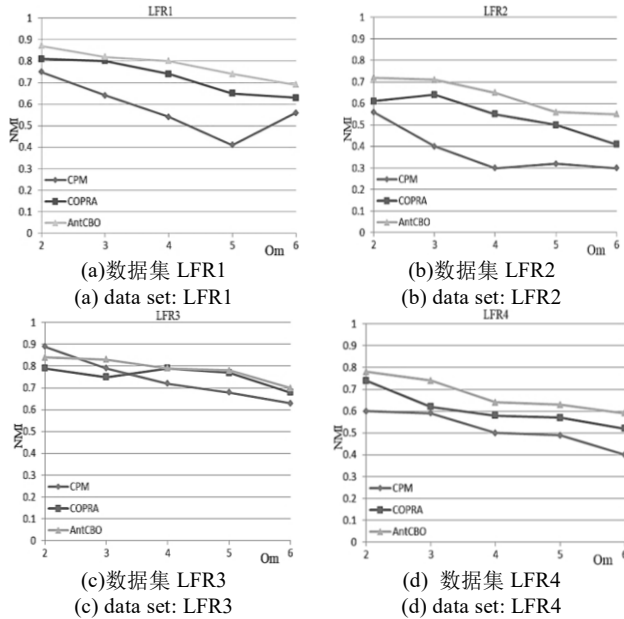 LFR1
1
0.9
0.8
0.7
0.6
0.5
0.4
0.3
0.2
0.1
0
NMI
CPM
COPRA
AntCBO
2 3 4 5 6
Om
(a)数据集 LFR1
(a) data set: LFR1
LFR2
1
0.9
0.8
0.7
0.6
0.5
0.4
0.3
0.2
0.1
0
NMI
CPM
COPRA
AntCBO
2 3 4 5 6
Om
(b)数据集 LFR2
(b) data set: LFR2
LFR3
1
0.9
0.8
0.7
0.6
0.5
0.4
0.3
0.2
0.1
0
NMI
CPM
COPRA
AntCBO
2 3 4 5 6
Om
(c)数据集 LFR3
(c) data set: LFR3
LFR4
1
0.9
0.8
0.7
0.6
0.5
0.4
0.3
0.2
0.1
0
NMI
CPM
COPRA
AntCBO
2 3 4 5 6
Om
(d) 数据集 LFR4
(d) data set: LFR4